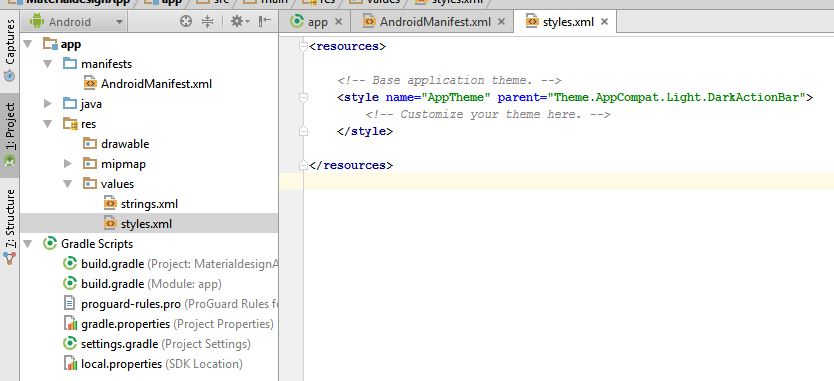 MaterialdesignApp app src main res values styles.xml
Android
app AndroidManifest.xml styles.xml
Captures
1: Project
7: Structure
app
manifests
AndroidManifest.xml
java
res
drawable
mipmap
values
strings.xml
styles.xml
Gradle Scripts
build.gradle (Project: MaterialdesignA
build.gradle (Module: app)
proguard-rules.pro (ProGuard Rules fo
gradle.properties (Project Properties)
settings.gradle (Project Settings)
local.properties (SDK Location)
<resources>
<!-- Base application theme. -->
<style name="AppTheme" parent="Theme.AppCompat.Light.DarkActionBar">
<!-- Customize your theme here. -->
</style>
</resources>